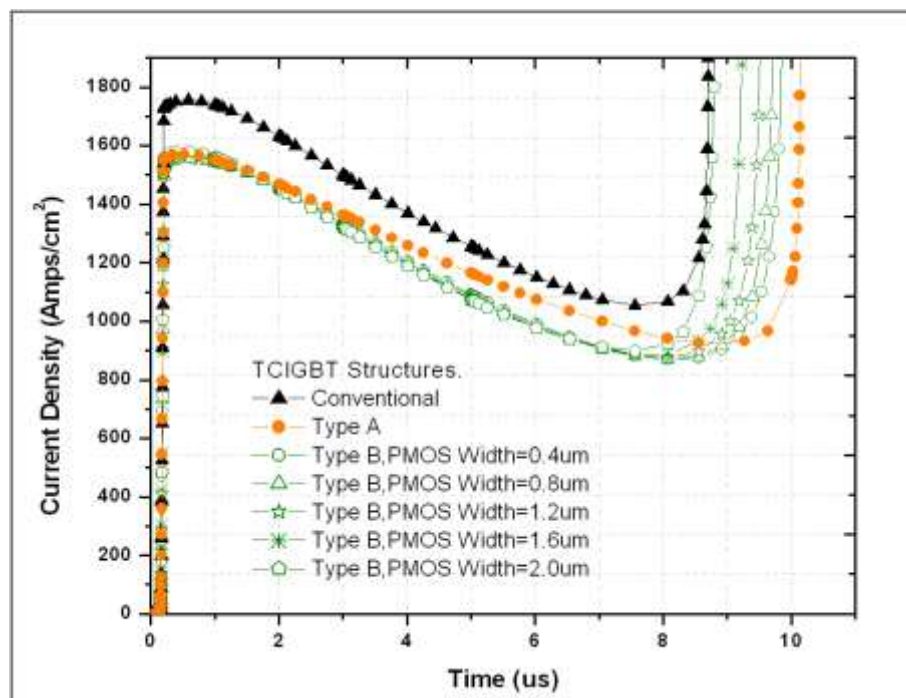 1800
1600
1400
1200
1000
800
600
400
200
0
Current Density (Amps/cm²)
TCIGBT Structures.
Conventional
Type A
Type B,PMOS Width=0.4um
Type B,PMOS Width=0.8um
Type B,PMOS Width=1.2um
Type B,PMOS Width=1.6um
Type B,PMOS Width=2.0um
0 2 4 6 8 10
Time (us)